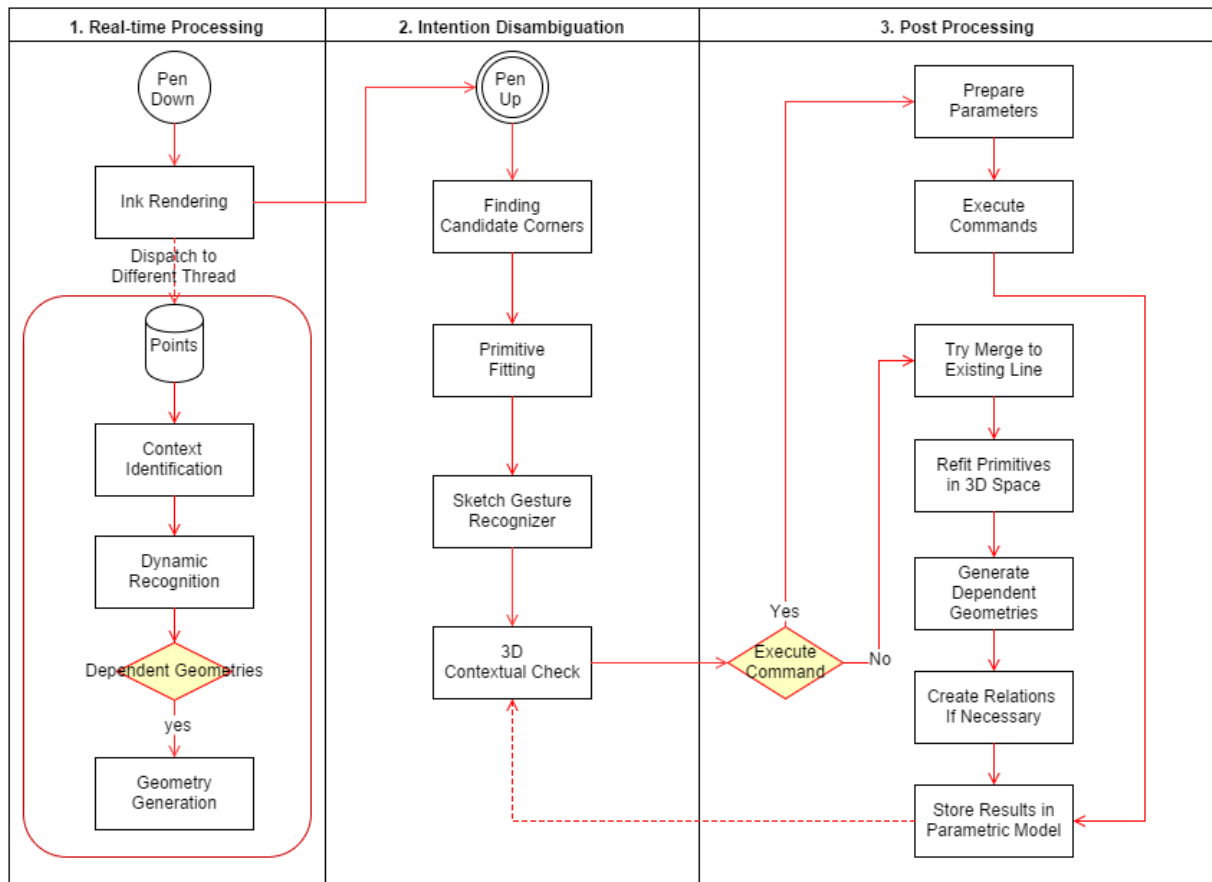 1. Real-time Processing
Pen
Down
Ink Rendering
Dispatch to
Different Thread
Points
Context
Identification
Dynamic
Recognition
Dependent Geometries
yes
Geometry
Generation
2. Intention Disambiguation
Pen
Up
Finding
Candidate Corners
Primitive
Fitting
Sketch Gesture
Recognizer
3D
Contextual Check
3. Post Processing
Execute
Command
Yes
No
Prepare
Parameters
Execute
Commands
Try Merge to
Existing Line
Refit Primitives
in 3D Space
Generate
Dependent
Geometries
Create Relations
If Necessary
Store Results in
Parametric Model